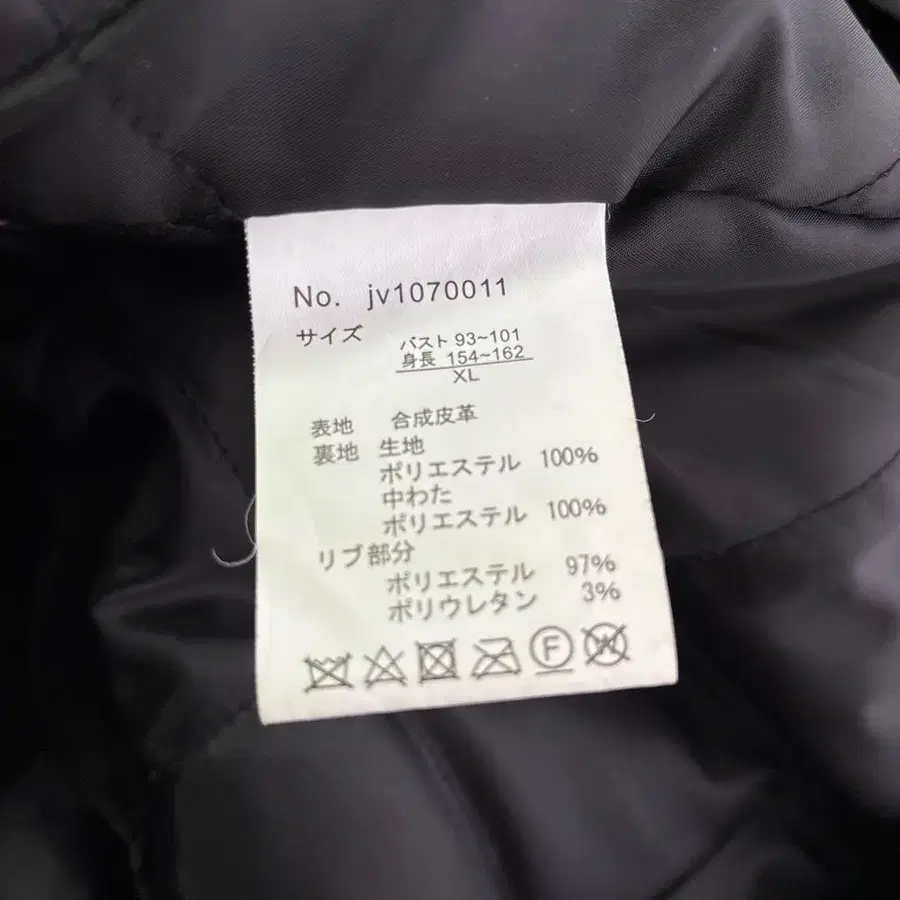 No. jv1070011
サイズ バスト 93~101
身長 154~162
XL
表地 合成皮革
裏地 生地
ポリエステル 100%
中わた
ポリエステル 100%
リブ部分
ポリエステル 97%
ポリウレタン 3%
F W